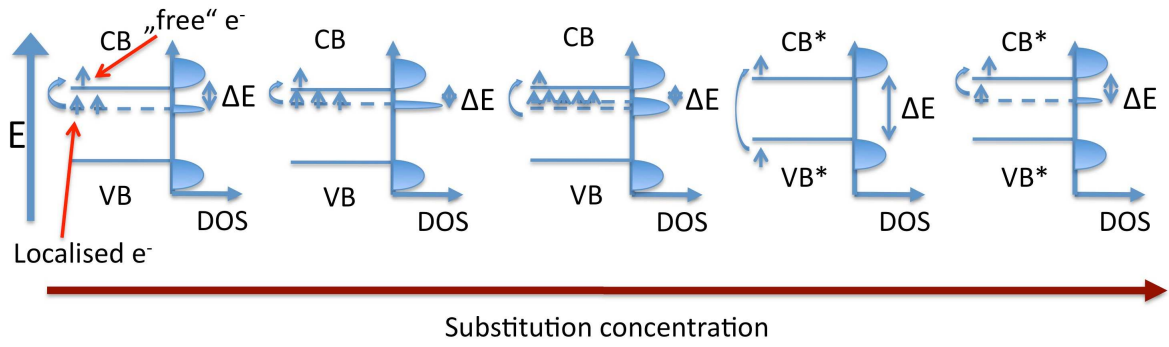 „free“ e-
CB
CB
CB
CB*
CB*
ΔE
ΔE
ΔE
ΔE
ΔE
E
VB
VB
VB
VB*
VB*
DOS
DOS
DOS
DOS
DOS
Localised e-
Substitution concentration